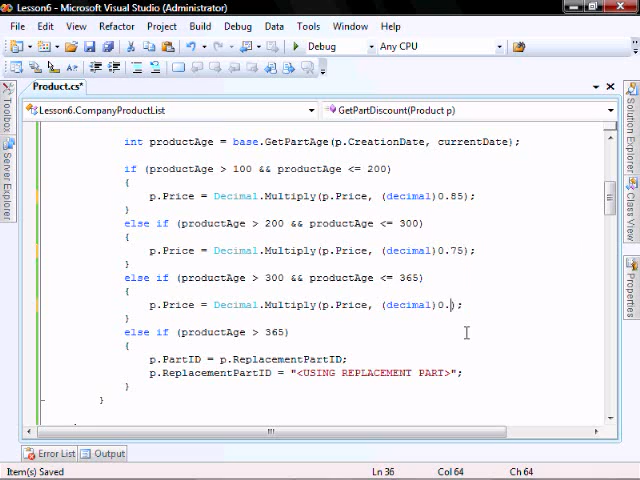 Lesson6 - Microsoft Visual Studio (Administrator)
File Edit View Refactor Project Build Debug Data Tools Test Window Help
Debug Any CPU
Product.cs*
Lesson6.CompanyProductList GetPartDiscount(Product p)
int productAge = base.GetPartAge(p.CreationDate, currentDate);
if (productAge > 100 && productAge <= 200)
{
p.Price = Decimal.Multiply(p.Price, (decimal)0.85);
}
else if (productAge > 200 && productAge <= 300)
{
p.Price = Decimal.Multiply(p.Price, (decimal)0.75);
}
else if (productAge > 300 && productAge <= 365)
{
p.Price = Decimal.Multiply(p.Price, (decimal)0.);
}
else if (productAge > 365)
{
p.PartID = p.ReplacementPartID;
p.ReplacementPartID = "<USING REPLACEMENT PART>";
}
}
Toolbox
Server Explorer
Solution Explorer
Class View
Properties
Error List Output
Item(s) Saved Ln 36 Col 64 Ch 64